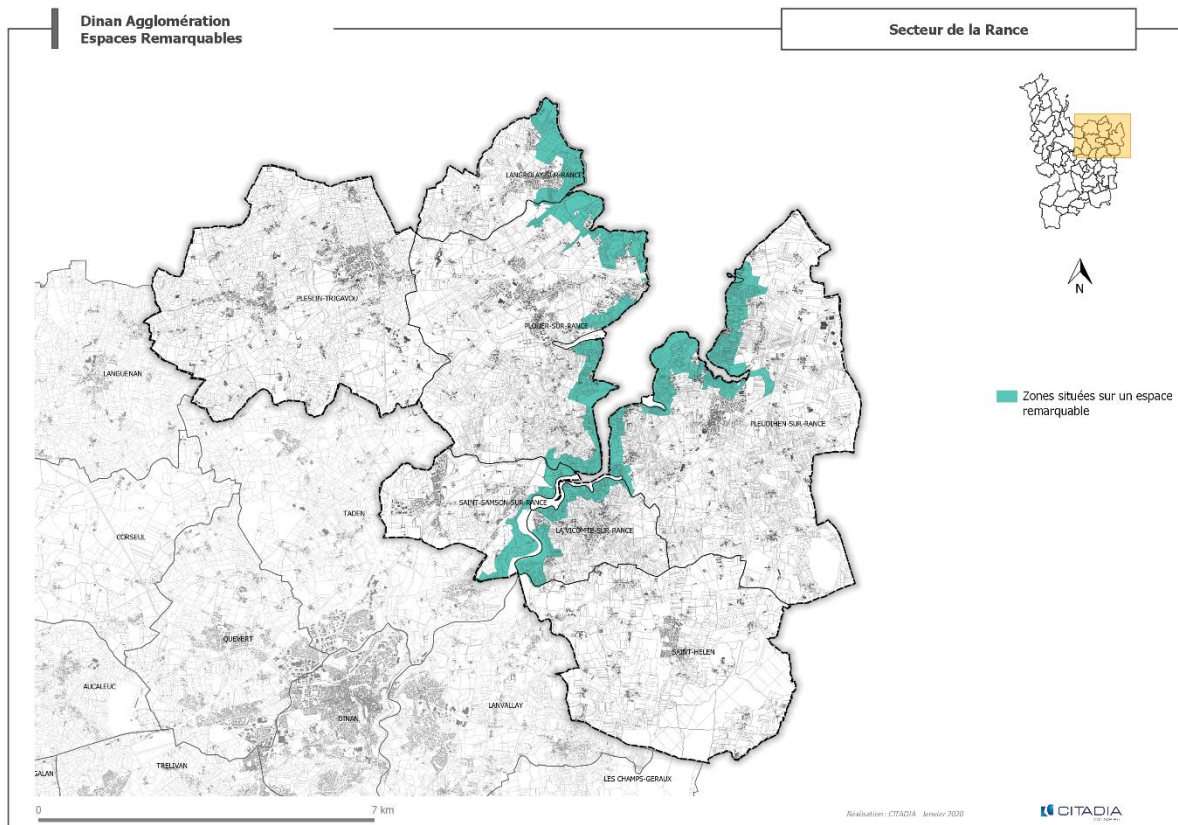 Dinan Agglomération
Espaces Remarquables
Secteur de la Rance
N
LANGROLAY-SUR-RANCE
PLESLIN-TRIGAVOU
PLOUER-SUR-RANCE
LANGUENAN
Zones situées sur un espace
remarquable
PLEUDIHEN-SUR-RANCE
SAINT-SAMSON-SUR-RANCE
TADEN
LA VICOMTE-SUR-RANCE
CORSEUL
QUEVERT
SAINT-HELEN
AUCALEUC
LANVALLAY
DINAN
TRELIVAN
GALAN
LES CHAMPS-GERAUX
0
7 km
Réalisation : CITADIA Janvier 2020
CITADIA